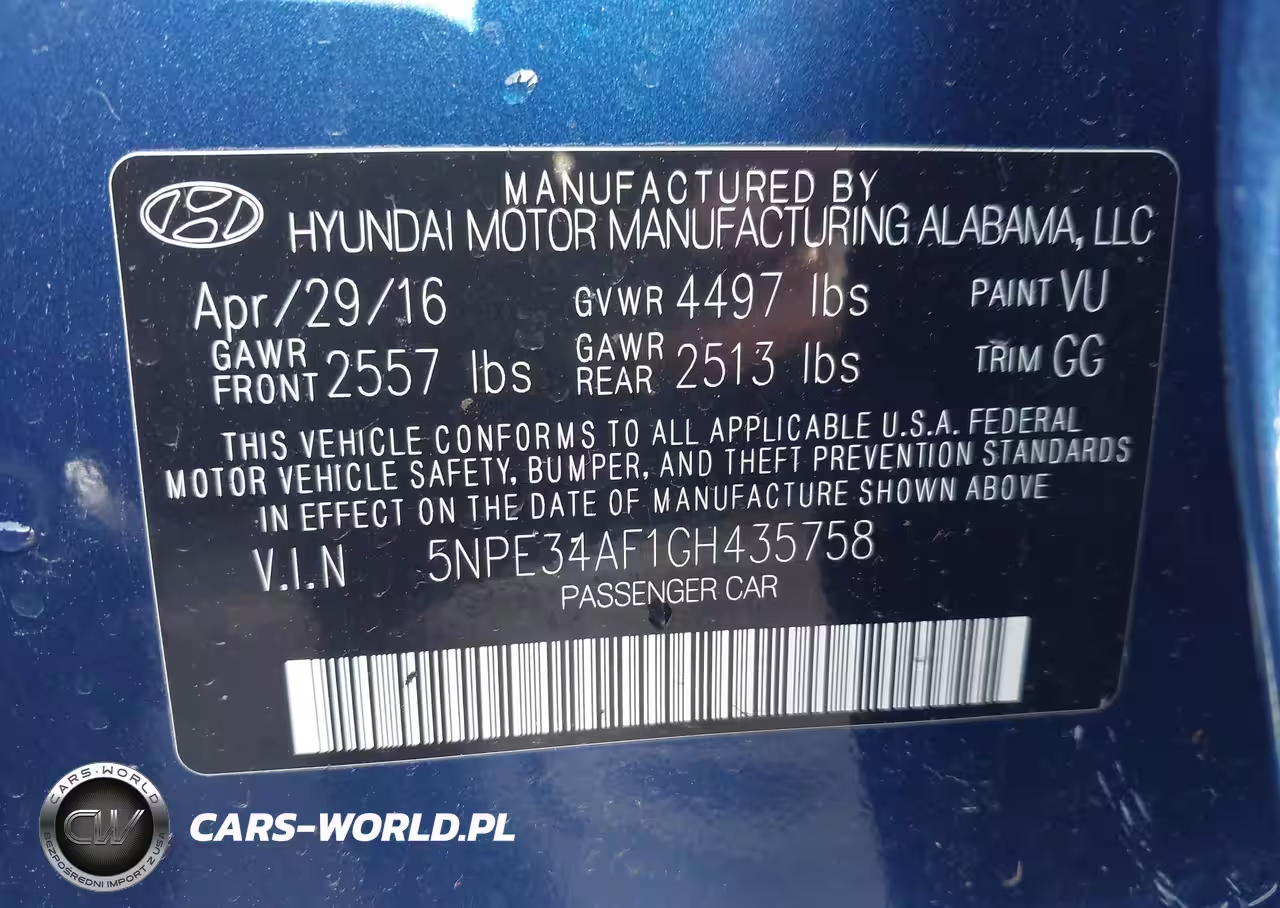 MANUFACTURED BY
HYUNDAI MOTOR MANUFACTURING ALABAMA, LLC
Apr/29/16 GVWR 4497 lbs PAINT VU
GAWR FRONT 2557 lbs GAWR REAR 2513 lbs TRIM GG
THIS VEHICLE CONFORMS TO ALL APPLICABLE U.S.A. FEDERAL
MOTOR VEHICLE SAFETY, BUMPER, AND THEFT PREVENTION STANDARDS
IN EFFECT ON THE DATE OF MANUFACTURE SHOWN ABOVE
V.I.N 5NPE34AF1GH435758
PASSENGER CAR
CARS-WORLD
CW
BEZPOŚREDNI IMPORT Z USA
CARS-WORLD.PL